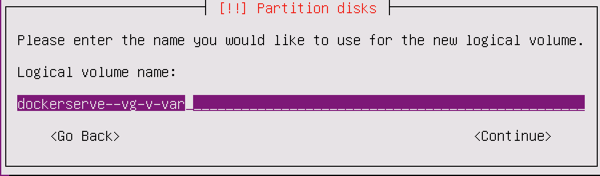 [!!] Partition disks
Please enter the name you would like to use for the new logical volume.
Logical volume name:
dockerserve--vg-v-var
<Go Back> <Continue>